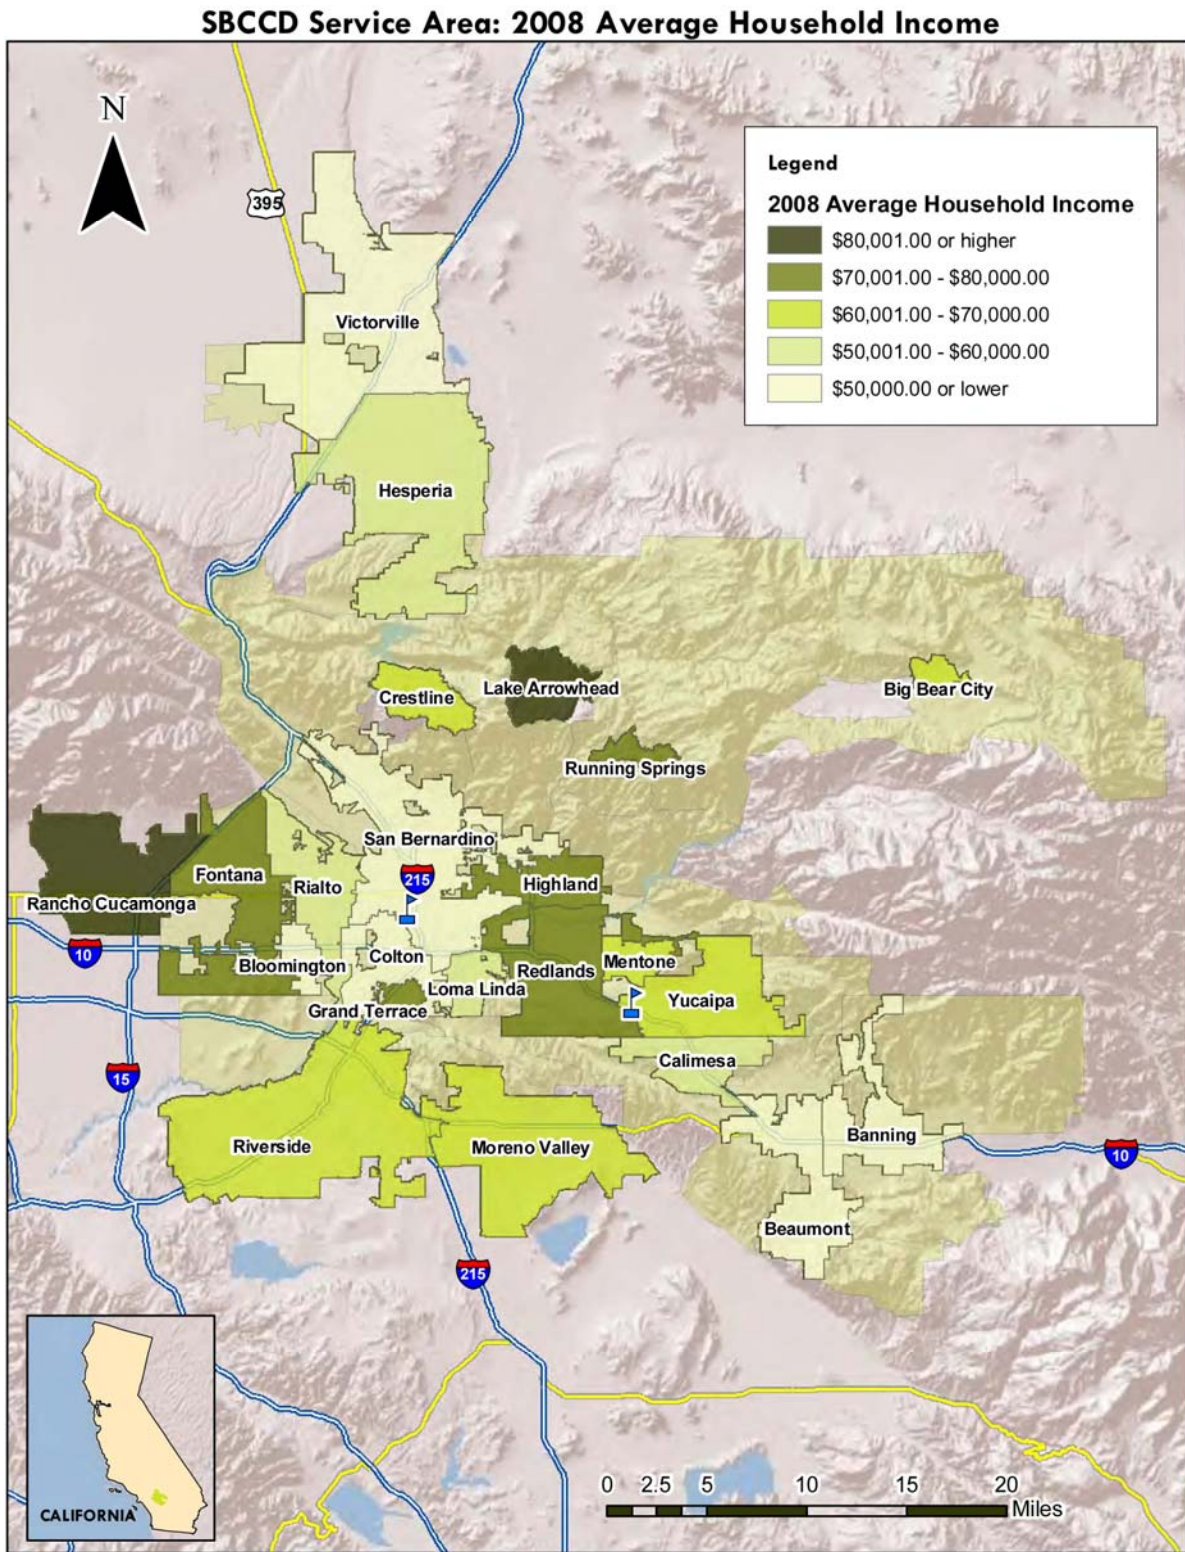 SBCCD Service Area: 2008 Average Household Income
N
395
Legend
2008 Average Household Income
$80,001.00 or higher
$70,001.00 - $80,000.00
$60,001.00 - $70,000.00
$50,001.00 - $60,000.00
$50,000.00 or lower
Victorville
Hesperia
Crestline
Lake Arrowhead
Big Bear City
Running Springs
San Bernardino
Fontana
Rialto
215
Highland
Rancho Cucamonga
10
Bloomington
Colton
Redlands
Mentone
Loma Linda
Yucaipa
Grand Terrace
Calimesa
15
Riverside
Moreno Valley
Banning
10
Beaumont
215
CALIFORNIA
0 2.5 5 10 15 20
Miles